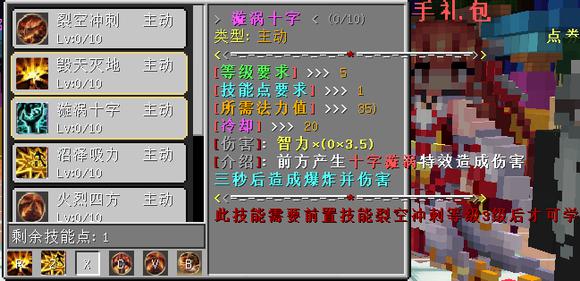 裂空冲刺 主动
Lv:0/10
毁天灭地 主动
Lv:0/10
漩涡十字 主动
Lv:0/10
稻稃吸力 主动
Lv:0/10
火烈四方 主动
Lv:0/10
剩余技能点: 1
R Z X C V B
> 漩涡十字 < (0/10)
类型: 主动
[等级要求] >>> 5
[技能点要求] >>> 1
[所需法力值] >>> 35)
[冷却] >>> 20
[伤害]: 智力×(0×3.5)
[介绍]: 前方产生十字漩涡特效造成伤害
三秒后造成爆炸并伤害
此技能需要前置技能裂空冲刺等级3级后才可学
手礼包
点券